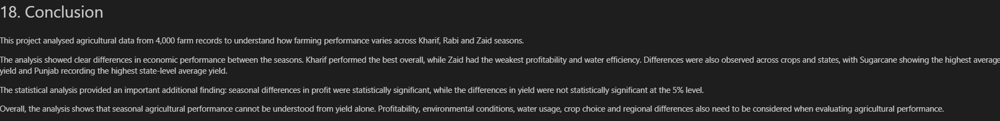 18. Conclusion
This project analysed agricultural data from 4,000 farm records to understand how farming performance varies across Kharif, Rabi and Zaid seasons.
The analysis showed clear differences in economic performance between the seasons. Kharif performed the best overall, while Zaid had the weakest profitability and water efficiency. Differences were also observed across crops and states, with Sugarcane showing the highest average
yield and Punjab recording the highest state-level average yield.
The statistical analysis provided an important additional finding: seasonal differences in profit were statistically significant, while the differences in yield were not statistically significant at the 5% level.
Overall, the analysis shows that seasonal agricultural performance cannot be understood from yield alone. Profitability, environmental conditions, water usage, crop choice and regional differences also need to be considered when evaluating agricultural performance.